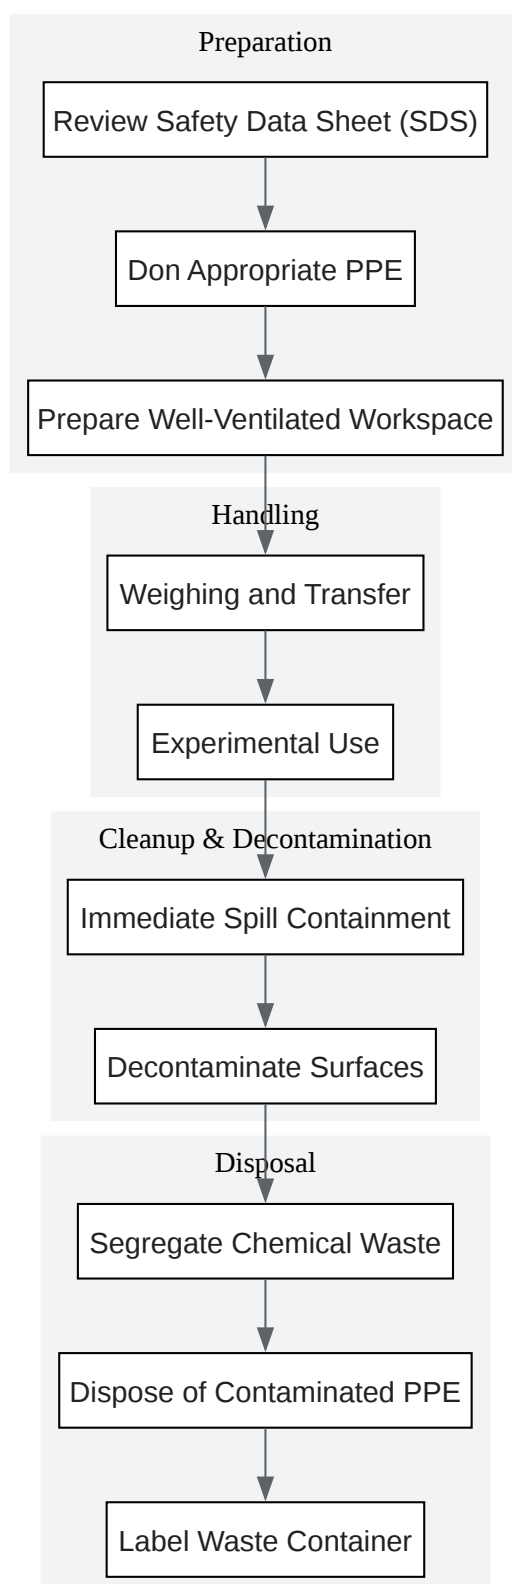 Preparation
Review Safety Data Sheet (SDS)
Don Appropriate PPE
Prepare Well-Ventilated Workspace
Handling
Weighing and Transfer
Experimental Use
Cleanup & Decontamination
Immediate Spill Containment
Decontaminate Surfaces
Disposal
Segregate Chemical Waste
Dispose of Contaminated PPE
Label Waste Container